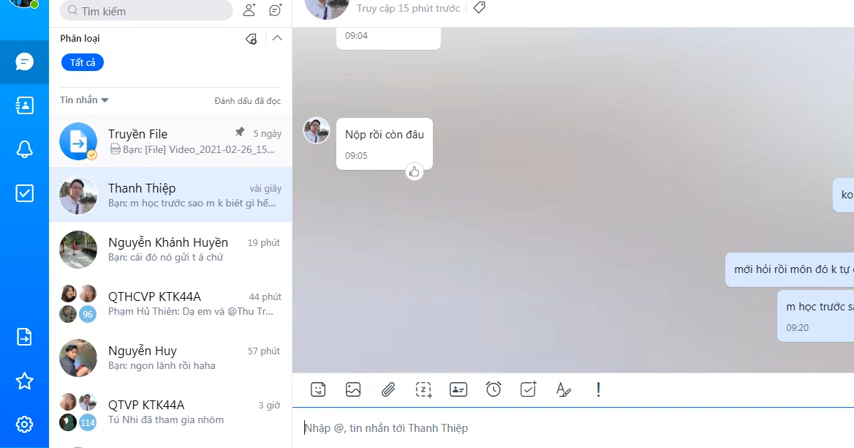 Tìm kiếm
Truy cập 15 phút trước
Phân loại
Tất cả
Tin nhắn
Đánh dấu đã đọc
Truyền File
5 ngày
Bạn: [File] Video_2021-02-26_15...
Thanh Thiệp
vài giây
Bạn: m học trước sao m k biét gì hế...
Nguyễn Khánh Huyền
19 phút
Bạn: cái đó nó gửi t á chứ
QTHCVP KTK44A
44 phút
96
Phạm Hủ Thiên: Dạ em và @Thu Tr...
Nguyễn Huy
57 phút
Bạn: ngon lành rồi haha
QTVP KTK44A
3 giờ
114
Tú Nhi đã tham gia nhóm
09:04
Nộp rồi còn đâu
09:05
ko
mới hỏi rồi môn đó k tự
m học trước sa
09:20
Nhập @, tin nhắn tới Thanh Thiệp